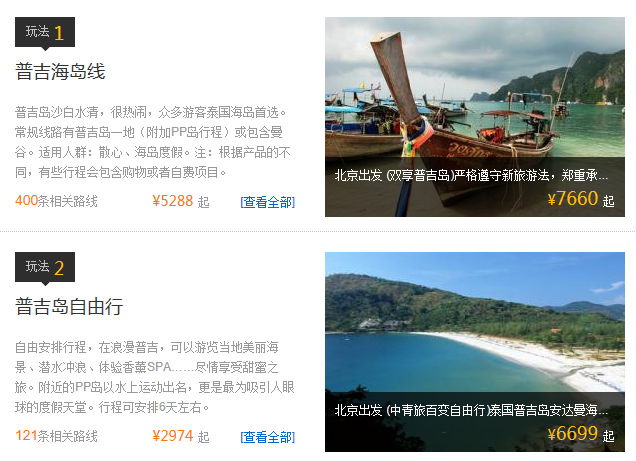 玩法 1
普吉海岛线
普吉岛沙白水清，很热闹，众多游客泰国海岛首选。
常规线路有普吉岛一地（附加PP岛行程）或包含曼
谷。适用人群：散心、海岛度假。注：根据产品的不
同，有些行程会包含购物或者自费项目。
400条相关路线 ¥5288 起 [查看全部]
北京出发 (双享普吉岛)严格遵守新旅游法，郑重承...
¥7660 起
玩法 2
普吉岛自由行
自由安排行程，在浪漫普吉，可以游览当地美丽海
景、潜水冲浪、体验香薰SPA……尽情享受甜蜜之
旅。附近的PP岛以水上运动出名，更是最为吸引人眼
球的度假天堂。行程可安排6天左右。
121条相关路线 ¥2974 起 [查看全部]
北京出发 (中青旅百变自由行)泰国普吉岛安达曼海...
¥6699 起